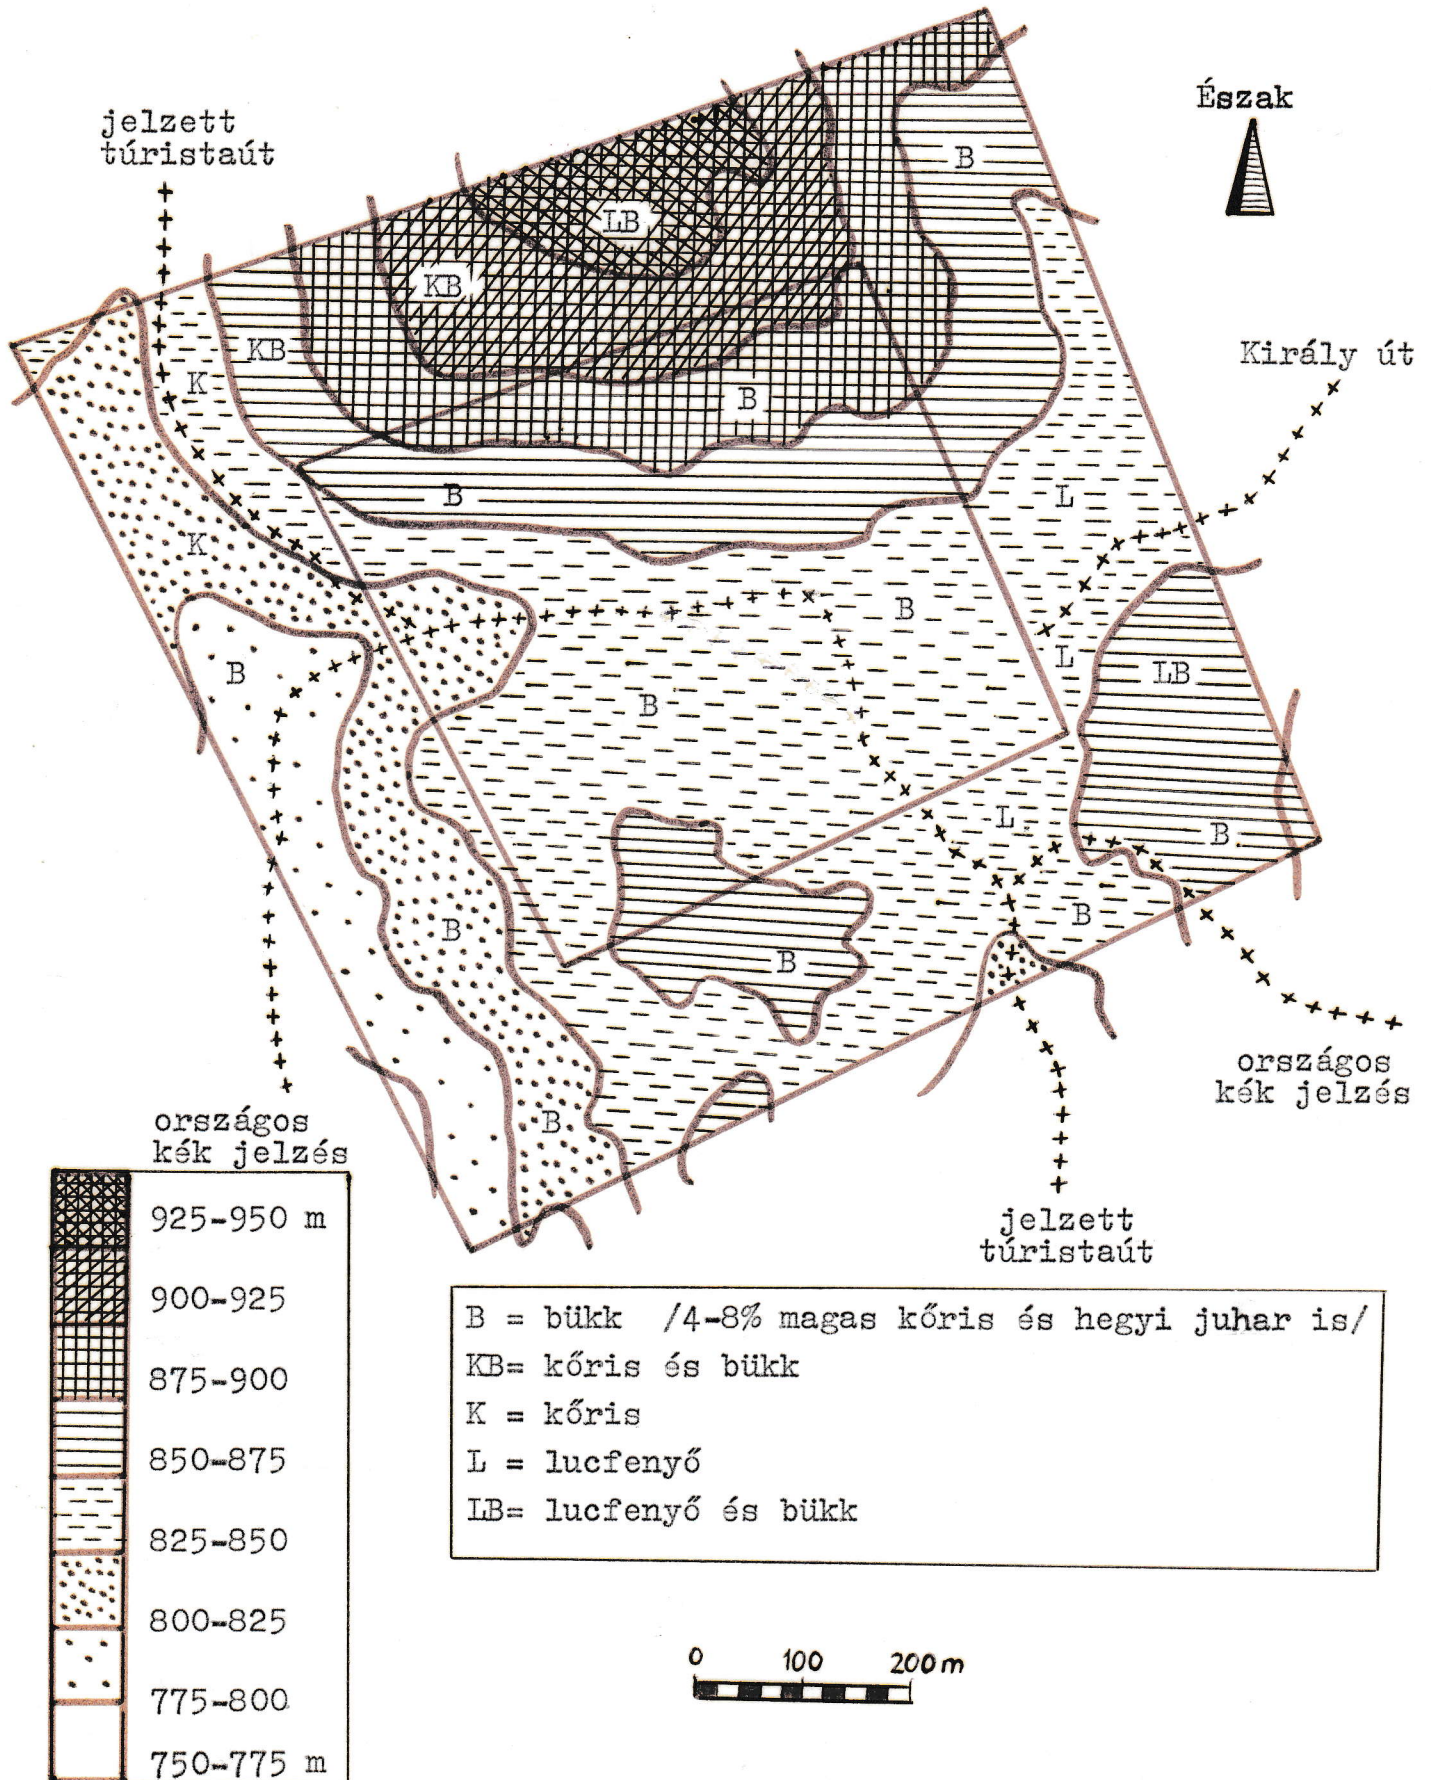 Észak
jelzett
túristaút
B
LB
KB
KB
K
Király út
B
B
L
K
B
L
B
LB
B
L
B
B
B
B
B
országos
kék jelzés
országos
kék jelzés
jelzett
túristaút
925-950 m
900-925
875-900
850-875
825-850
800-825
775-800
750-775 m
B = bükk /4-8% magas kőris és hegyi juhar is/
KB= kőris és bükk
K = kőris
L = lucfenyő
LB= lucfenyő és bükk
0 100 200 m